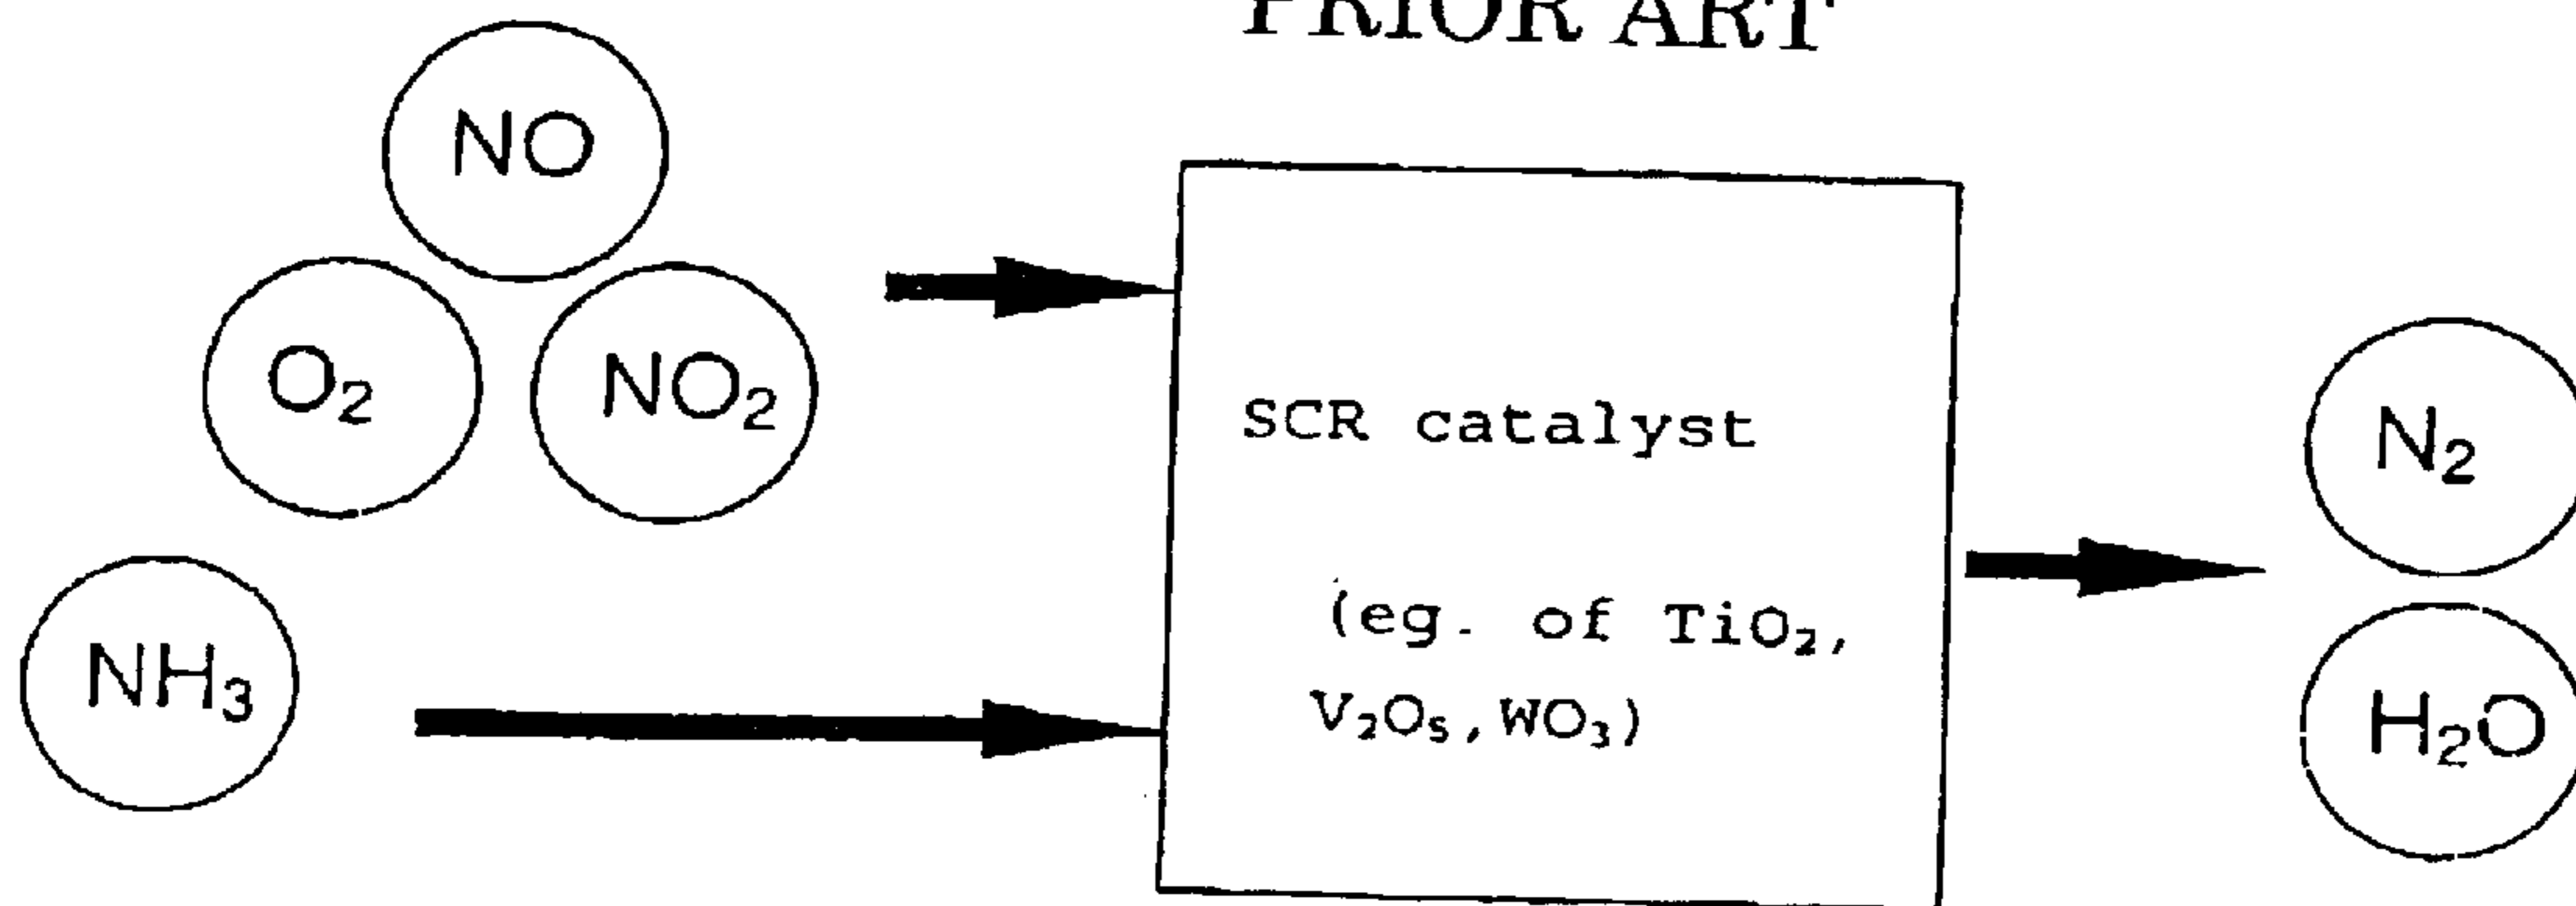 PRIOR ART
NO
O₂
NO₂
NH₃
SCR catalyst
(eg. of TiO₂,
V₂O₅,WO₃)
N₂
H₂O